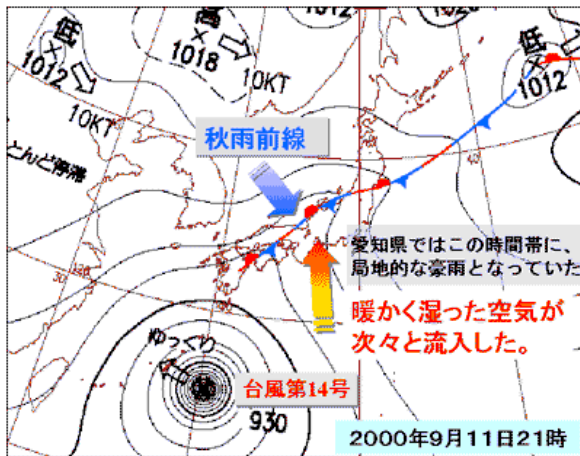 低
1012
10KT
高
1018
10KT
1012
低
1012
とんど停滞
秋雨前線
愛知県ではこの時間帯に、
局地的な豪雨となっていた
暖かく湿った空気が
次々と流入した。
ゆっくり
台風第14号
930
2000年9月11日21時